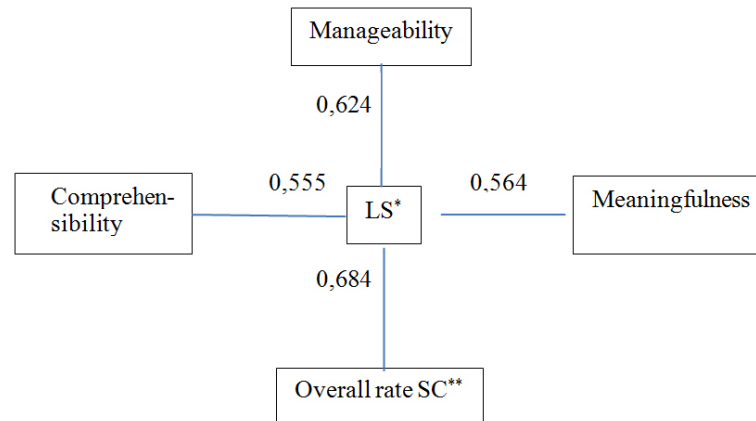 Manageability
0,624
0,555
0,564
Comprehen-
sibility
LS*
Meaningfulness
0,684
Overall rate SC**